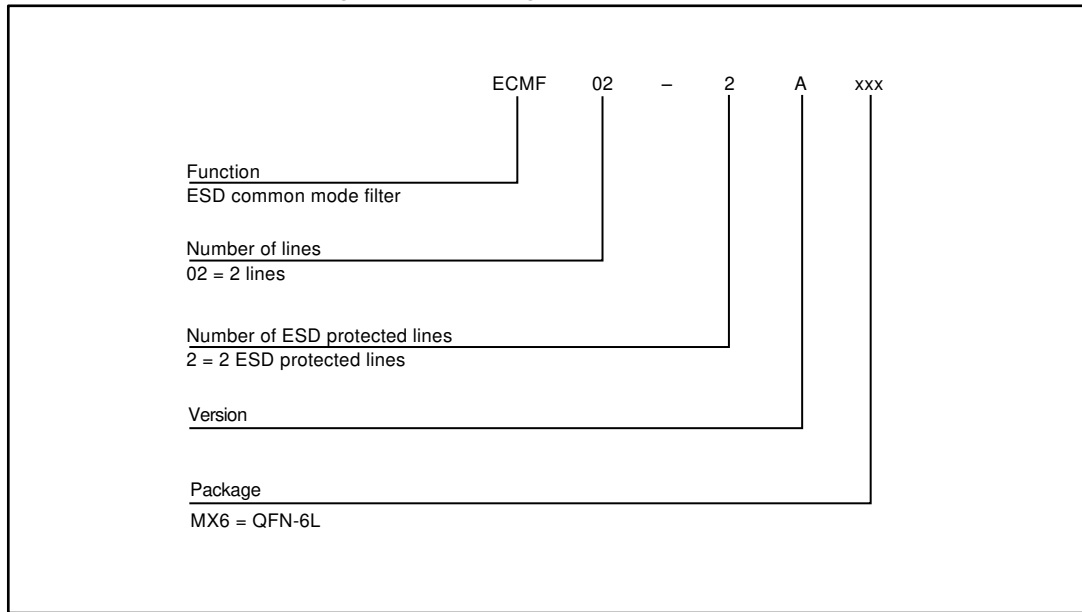 ECMF 02 – 2 A xxx
Function
ESD common mode filter
Number of lines
02 = 2 lines
Number of ESD protected lines
2 = 2 ESD protected lines
Version
Package
MX6 = QFN-6L